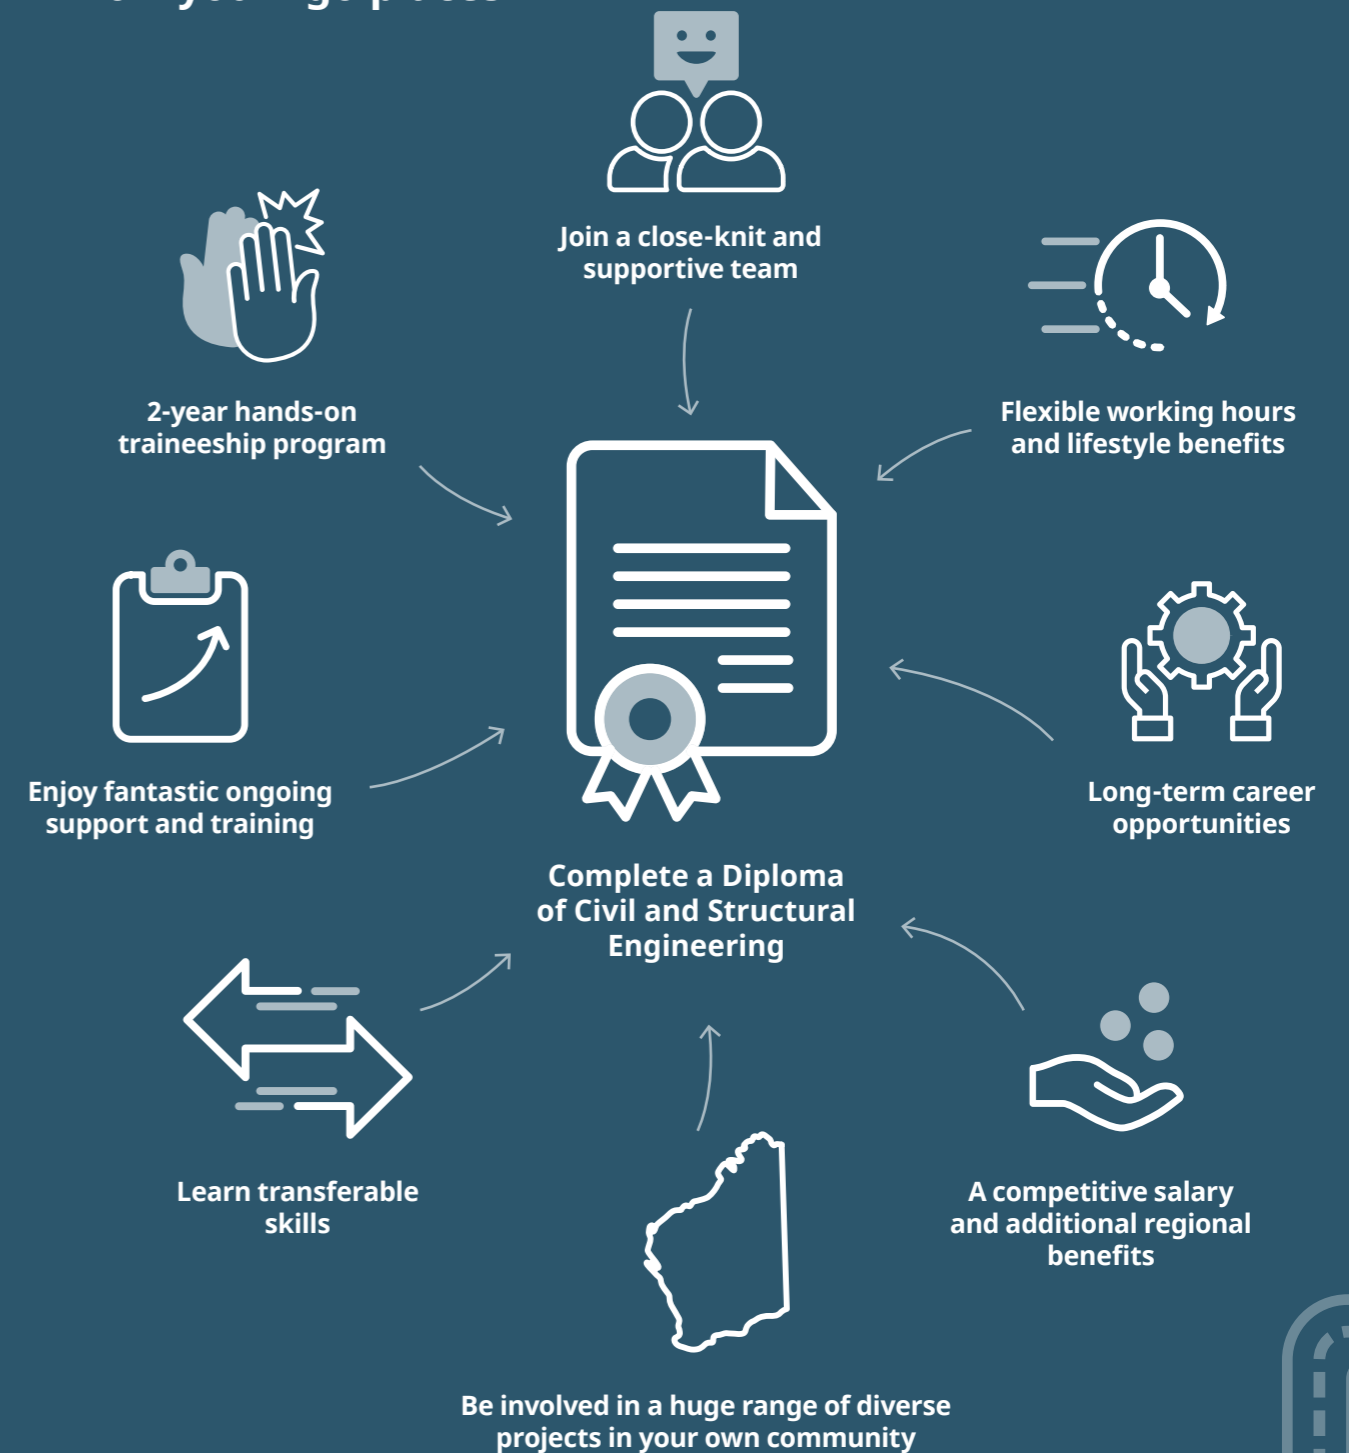 Join a close-knit and
supportive team
2-year hands-on
traineeship program
Flexible working hours
and lifestyle benefits
Enjoy fantastic ongoing
support and training
Long-term career
opportunities
Complete a Diploma
of Civil and Structural
Engineering
Learn transferable
skills
A competitive salary
and additional regional
benefits
Be involved in a huge range of diverse
projects in your own community